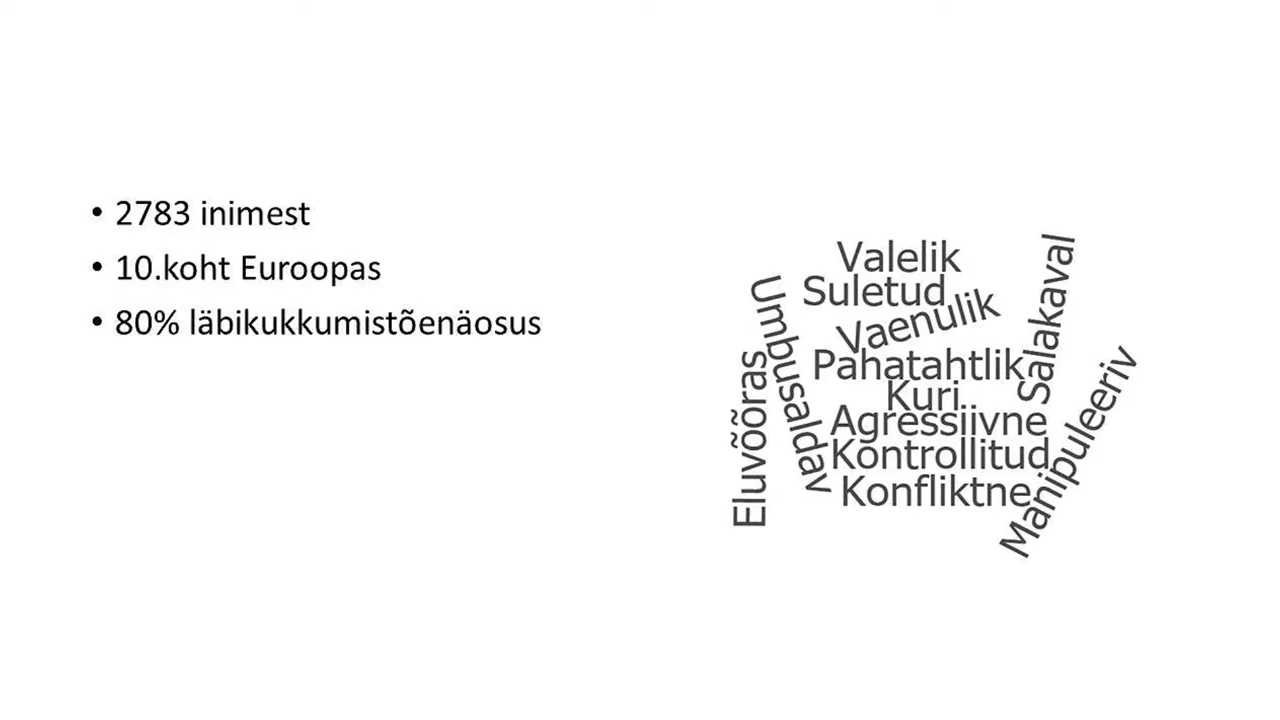 • 2783 inimest
• 10.koht Euroopas
• 80% läbikukkumistõenäosus
Valelik
Suletud
Vaenulik
Pahatahtlik
Kuri
Agressiivne
Kontrollitud
Konfliktne
Umbusaldav
Eluvõõras
Salakaval
Manipuleeriv